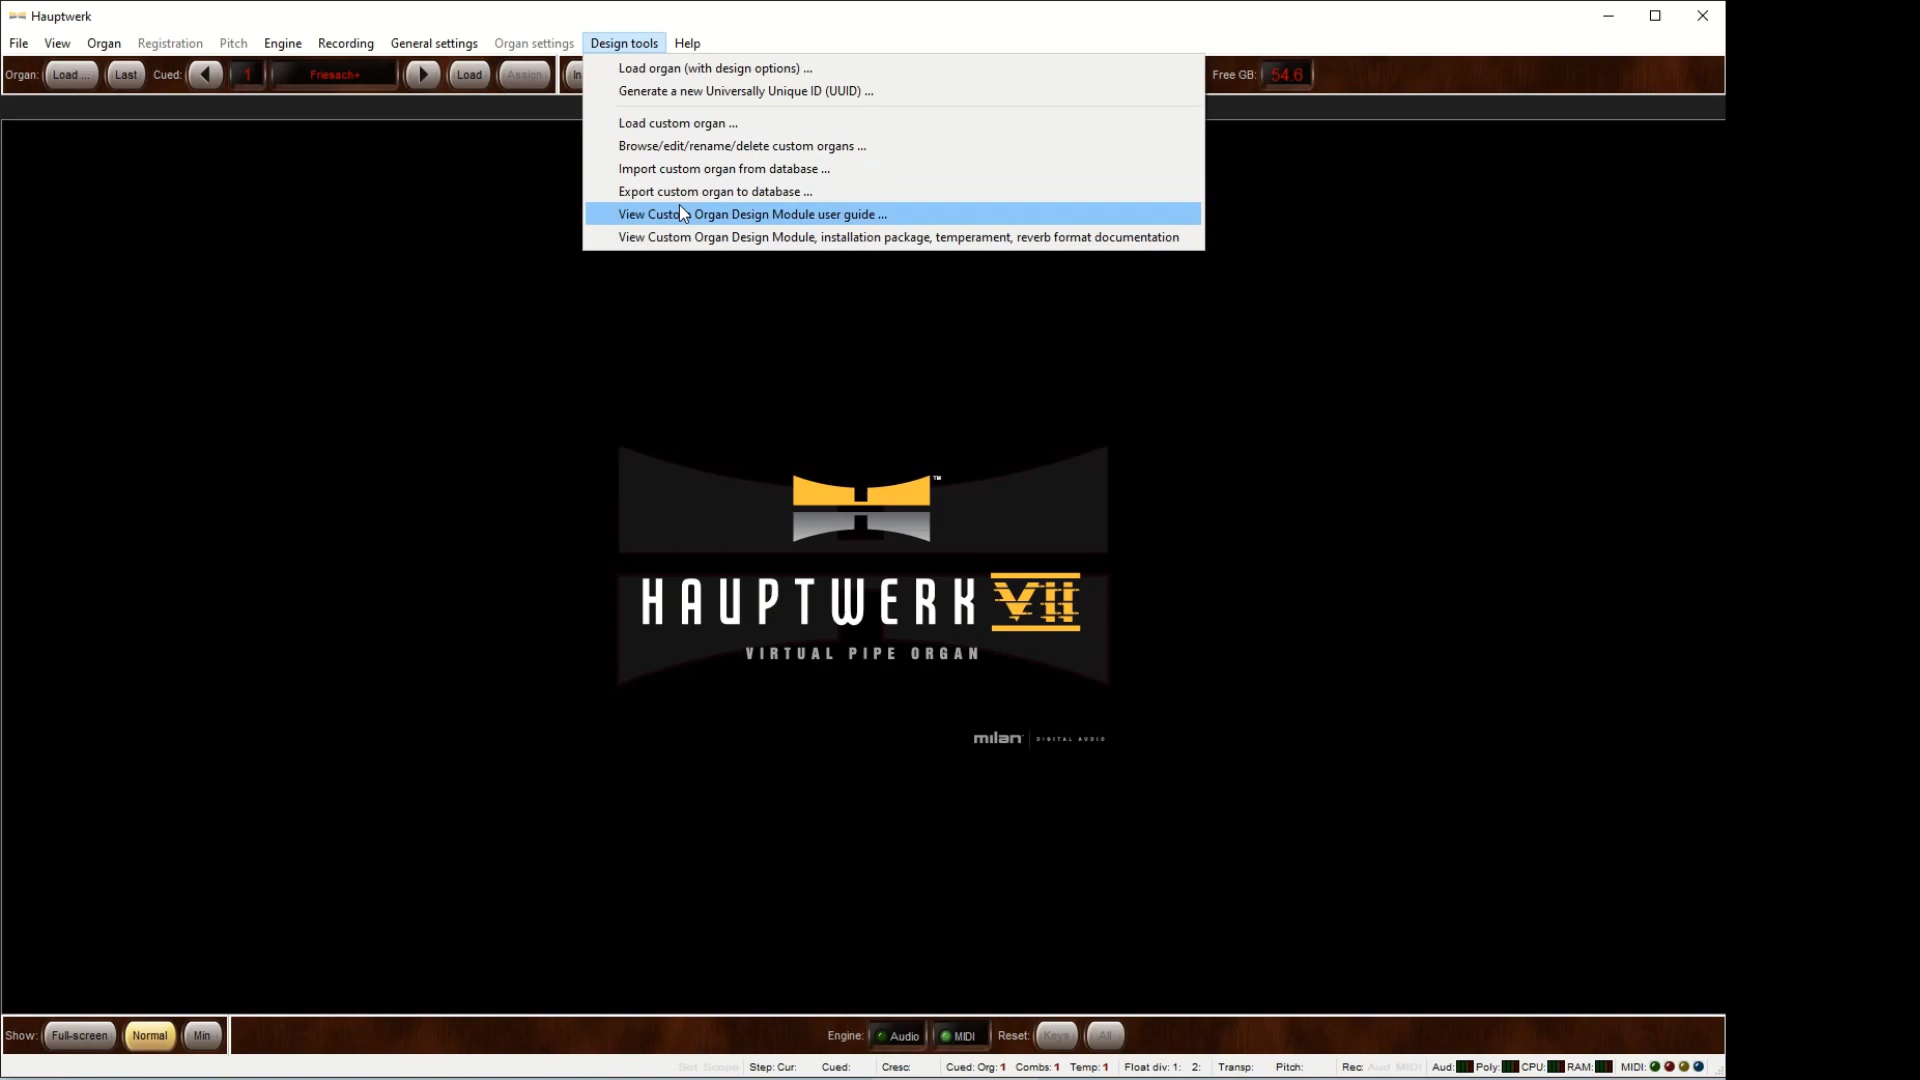 Hauptwerk
File View Organ Registration Pitch Engine Recording General settings Organ settings Design tools Help
Organ: Load ... Last Cued: 1 Friesach+ Load Assign In Free GB: 54.6
Load organ (with design options) ...
Generate a new Universally Unique ID (UUID) ...
Load custom organ ...
Browse/edit/rename/delete custom organs ...
Import custom organ from database ...
Export custom organ to database ...
View Custom Organ Design Module user guide ...
View Custom Organ Design Module, installation package, temperament, reverb format documentation
TM
HAUPTWERK VII
VIRTUAL PIPE ORGAN
milan DIGITAL AUDIO
Show: Full-screen Normal Min Engine: Audio MIDI Reset: Keys All
Set Scope Step: Cur: Cued: Cresc: Cued: Org: 1 Combs: 1 Temp: 1 Float div: 1: 2: Transp: Pitch: Rec: Aud MIDI Aud: Poly: CPU: RAM: MIDI: